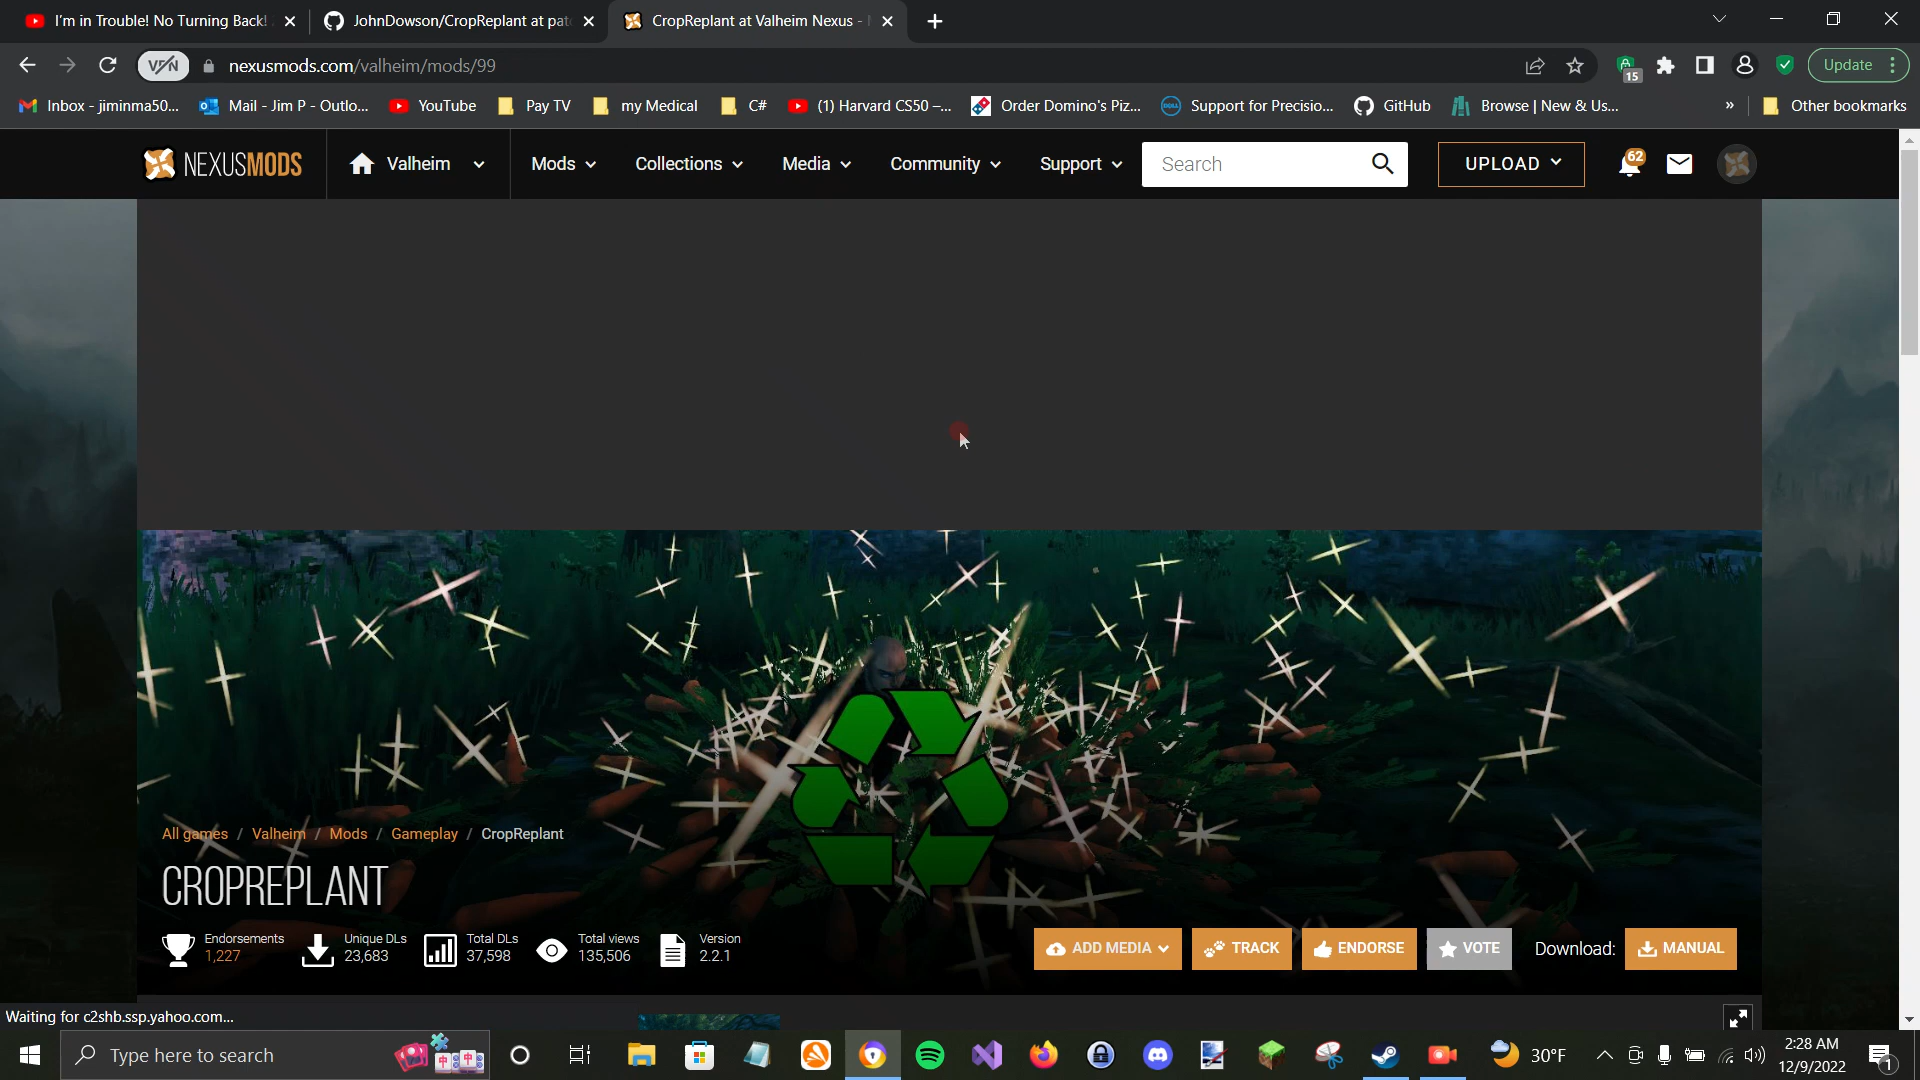 I'm in Trouble! No Turning Back!
JohnDowson/CropReplant at pat
CropReplant at Valheim Nexus -
VPN
nexusmods.com/valheim/mods/99
15
Update
Inbox - jiminma50...
Mail - Jim P - Outlo...
YouTube
Pay TV
my Medical
C#
(1) Harvard CS50 –...
Order Domino's Piz...
DELL
Support for Precisio...
GitHub
Browse | New & Us...
»
Other bookmarks
NEXUSMODS
Valheim
Mods
Collections
Media
Community
Support
Search
UPLOAD
62
All games / Valheim / Mods / Gameplay / CropReplant
CROPREPLANT
Endorsements
1,227
Unique DLs
23,683
Total DLs
37,598
Total views
135,506
Version
2.2.1
ADD MEDIA
TRACK
ENDORSE
VOTE
Download:
MANUAL
Waiting for c2shb.ssp.yahoo.com...
Type here to search
30°F
2:28 AM
12/9/2022
1